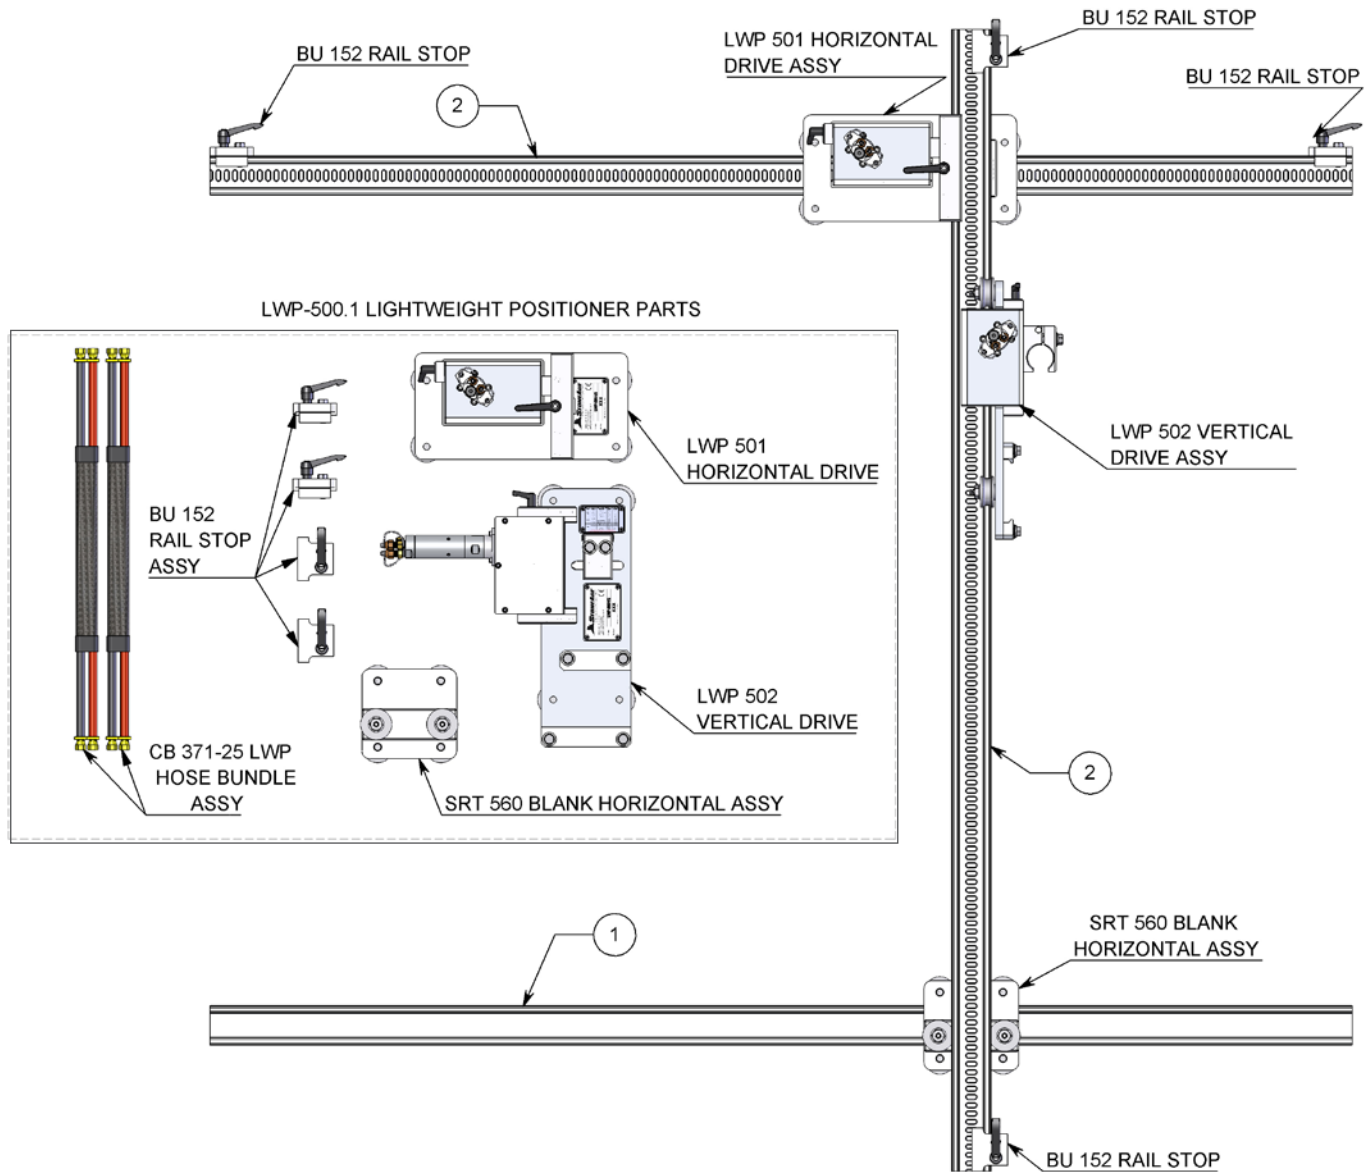 BU 152 RAIL STOP
BU 152 RAIL STOP
LWP 501 HORIZONTAL
DRIVE ASSY
BU 152 RAIL STOP
2
LWP-500.1 LIGHTWEIGHT POSITIONER PARTS
LWP 501
HORIZONTAL DRIVE
BU 152
RAIL STOP
ASSY
LWP 502
VERTICAL DRIVE
CB 371-25 LWP
HOSE BUNDLE
ASSY
SRT 560 BLANK HORIZONTAL ASSY
LWP 502 VERTICAL
DRIVE ASSY
2
1
SRT 560 BLANK
HORIZONTAL ASSY
BU 152 RAIL STOP